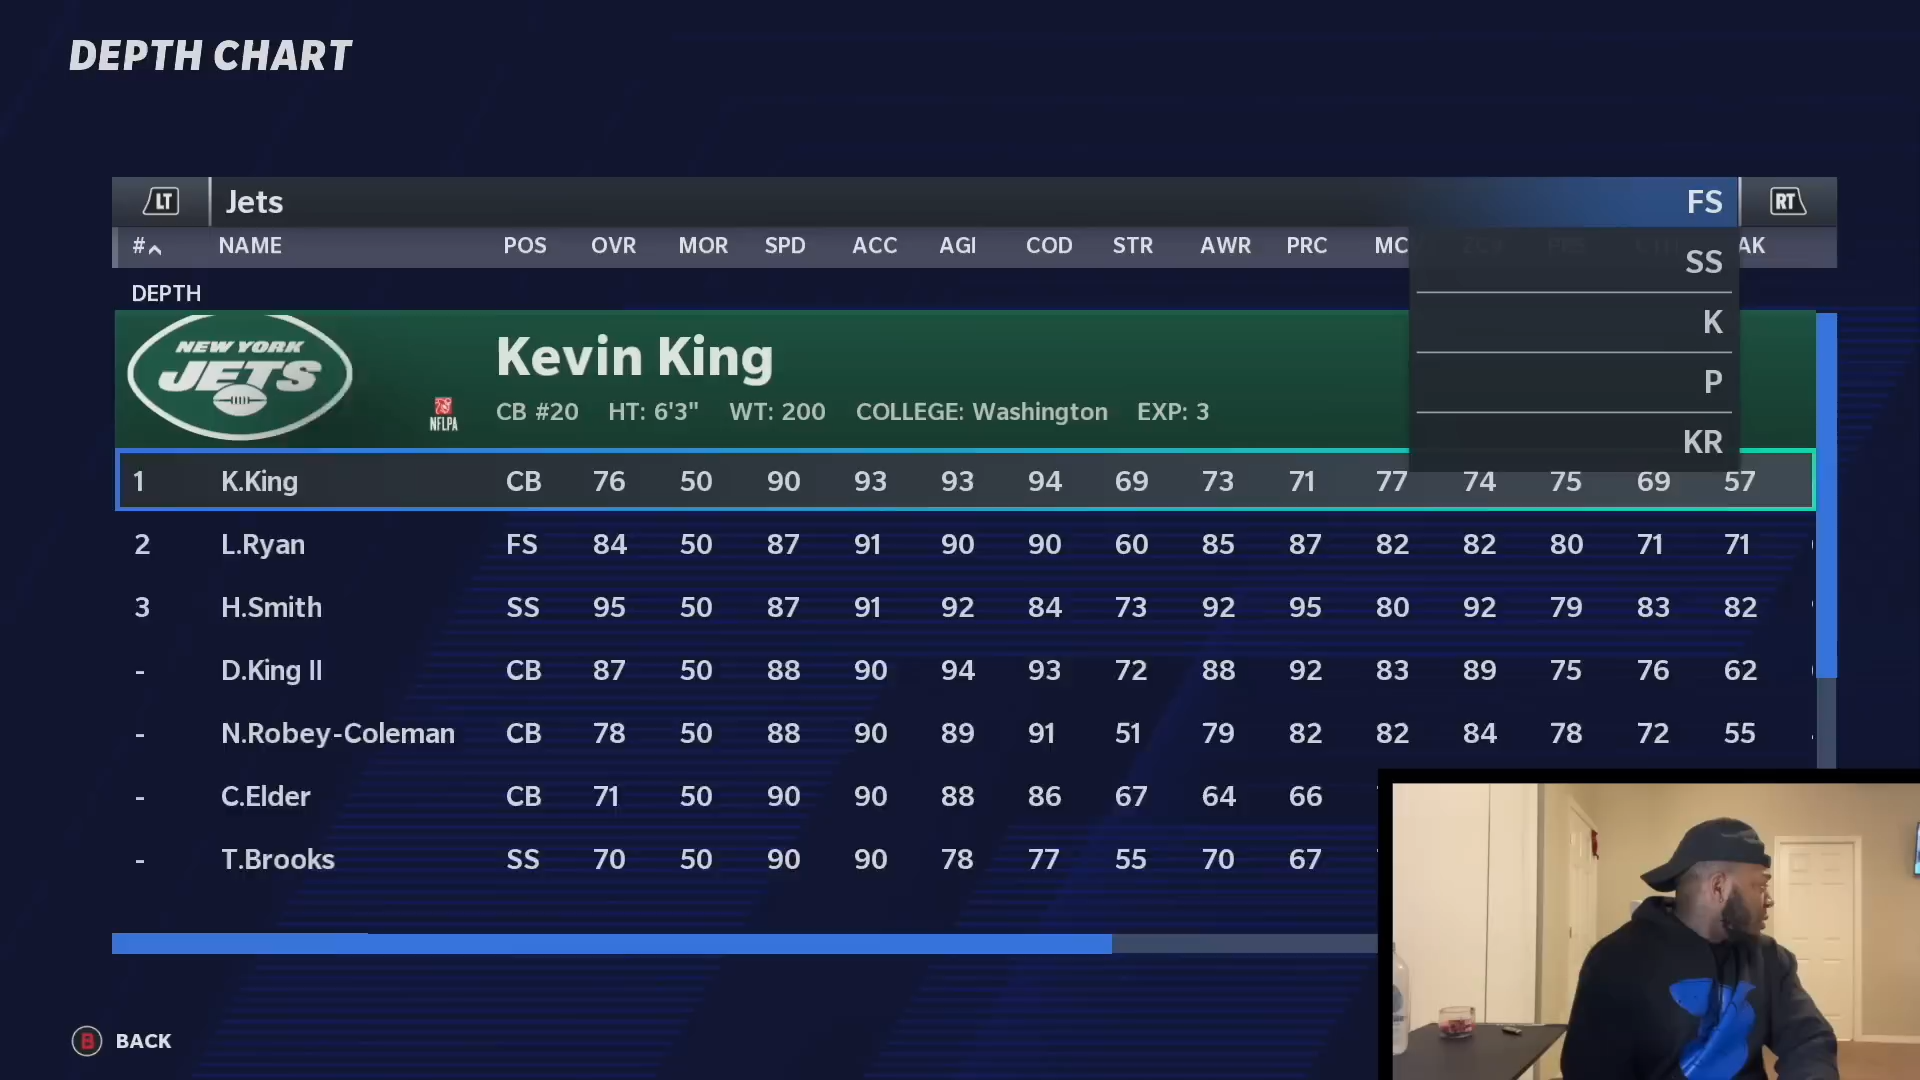 DEPTH CHART
LT Jets FS RT
# NAME POS OVR MOR SPD ACC AGI COD STR AWR PRC MC AK
SS
DEPTH
K
NEW YORK JETS
Kevin King
NFLPA
CB #20 HT: 6'3" WT: 200 COLLEGE: Washington EXP: 3
P
KR
1 K.King CB 76 50 90 93 93 94 69 73 71 77 74 75 69 57
2 L.Ryan FS 84 50 87 91 90 90 60 85 87 82 82 80 71 71
3 H.Smith SS 95 50 87 91 92 84 73 92 95 80 92 79 83 82
- D.King II CB 87 50 88 90 94 93 72 88 92 83 89 75 76 62
- N.Robey-Coleman CB 78 50 88 90 89 91 51 79 82 82 84 78 72 55
- C.Elder CB 71 50 90 90 88 86 67 64 66
- T.Brooks SS 70 50 90 90 78 77 55 70 67
B BACK